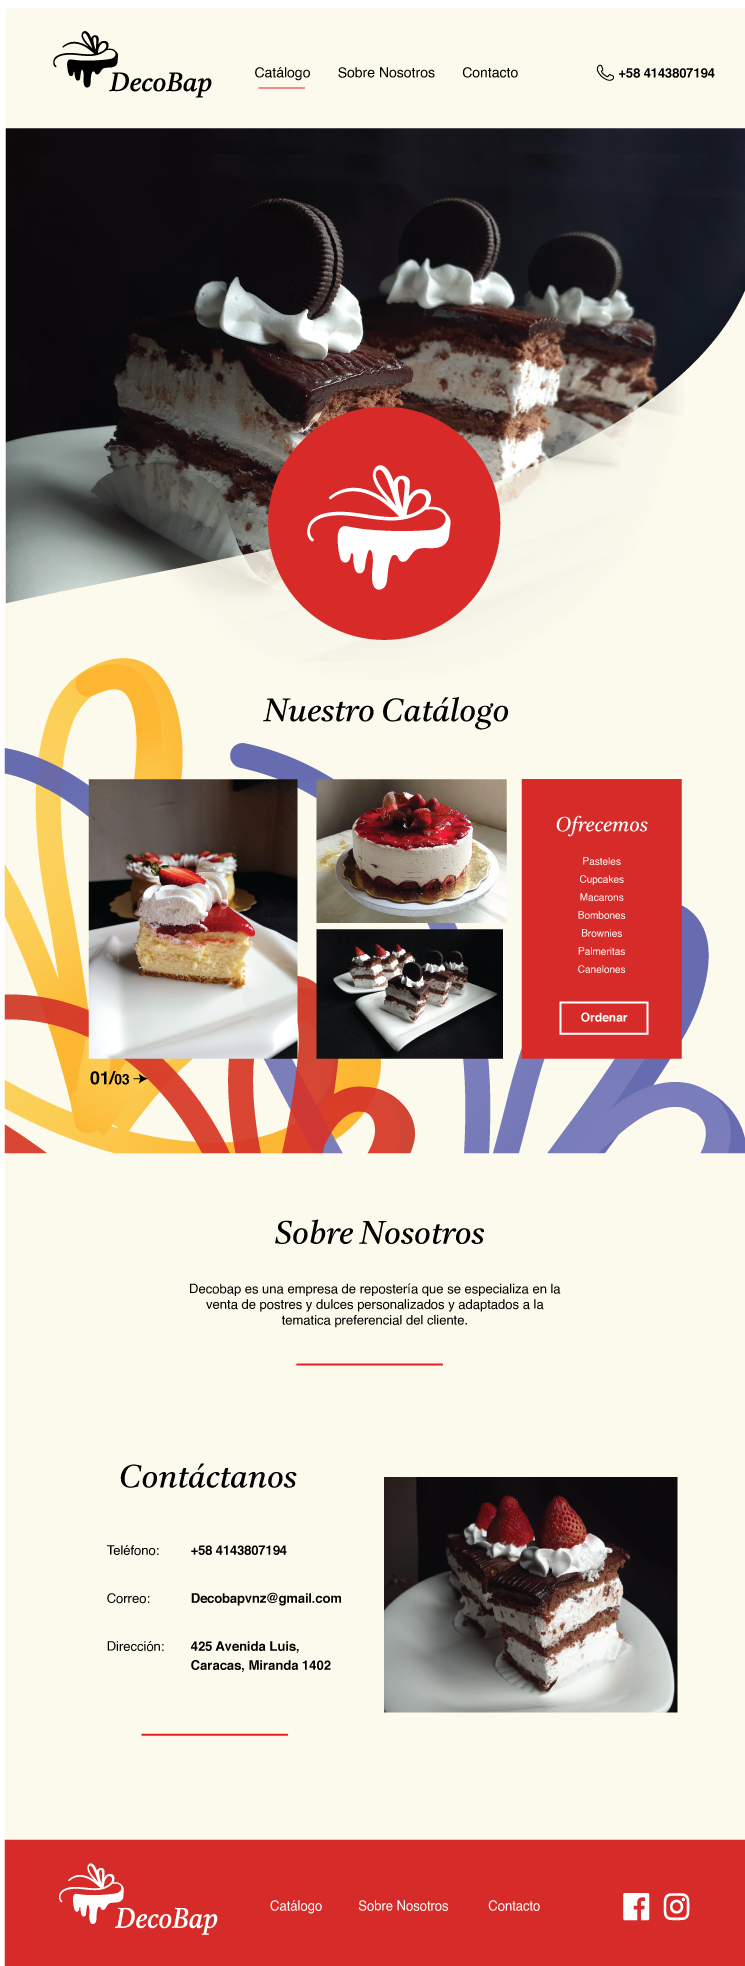 DecoBap
Catálogo
Sobre Nosotros
Contacto
+58 4143807194
Nuestro Catálogo
Ofrecemos
Pasteles
Cupcakes
Macarons
Bombones
Brownies
Palmeritas
Canelones
Ordenar
01/03
Sobre Nosotros
Decobap es una empresa de repostería que se especializa en la
venta de postres y dulces personalizados y adaptados a la
tematica preferencial del cliente.
Contáctanos
Teléfono: +58 4143807194
Correo: Decobapvnz@gmail.com
Dirección: 425 Avenida Luis,
Caracas, Miranda 1402
DecoBap
Catálogo
Sobre Nosotros
Contacto